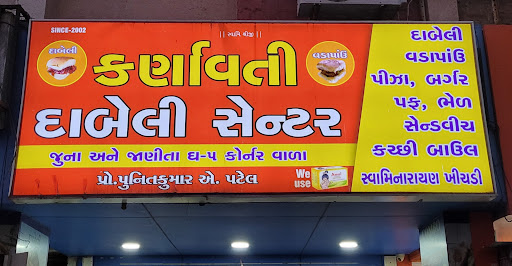 SINCE-2002
|| સ્વામિ શ્રીજી ||
દાબેલી
વડાપાંઉ
કર્ણાવતી
દાબેલી સેન્ટર
જુના અને જાણીતા ઘ-૫ કોર્નર વાળા
પ્રો.પુનિતકુમાર એ. પટેલ
We use
Amul
દાબેલી
વડાપાંઉ
પીઝા, બર્ગર
પફ, ભેળ
સેન્ડવીચ
કચ્છી બાઉલ
સ્વામિનારાયણ ખીચડી